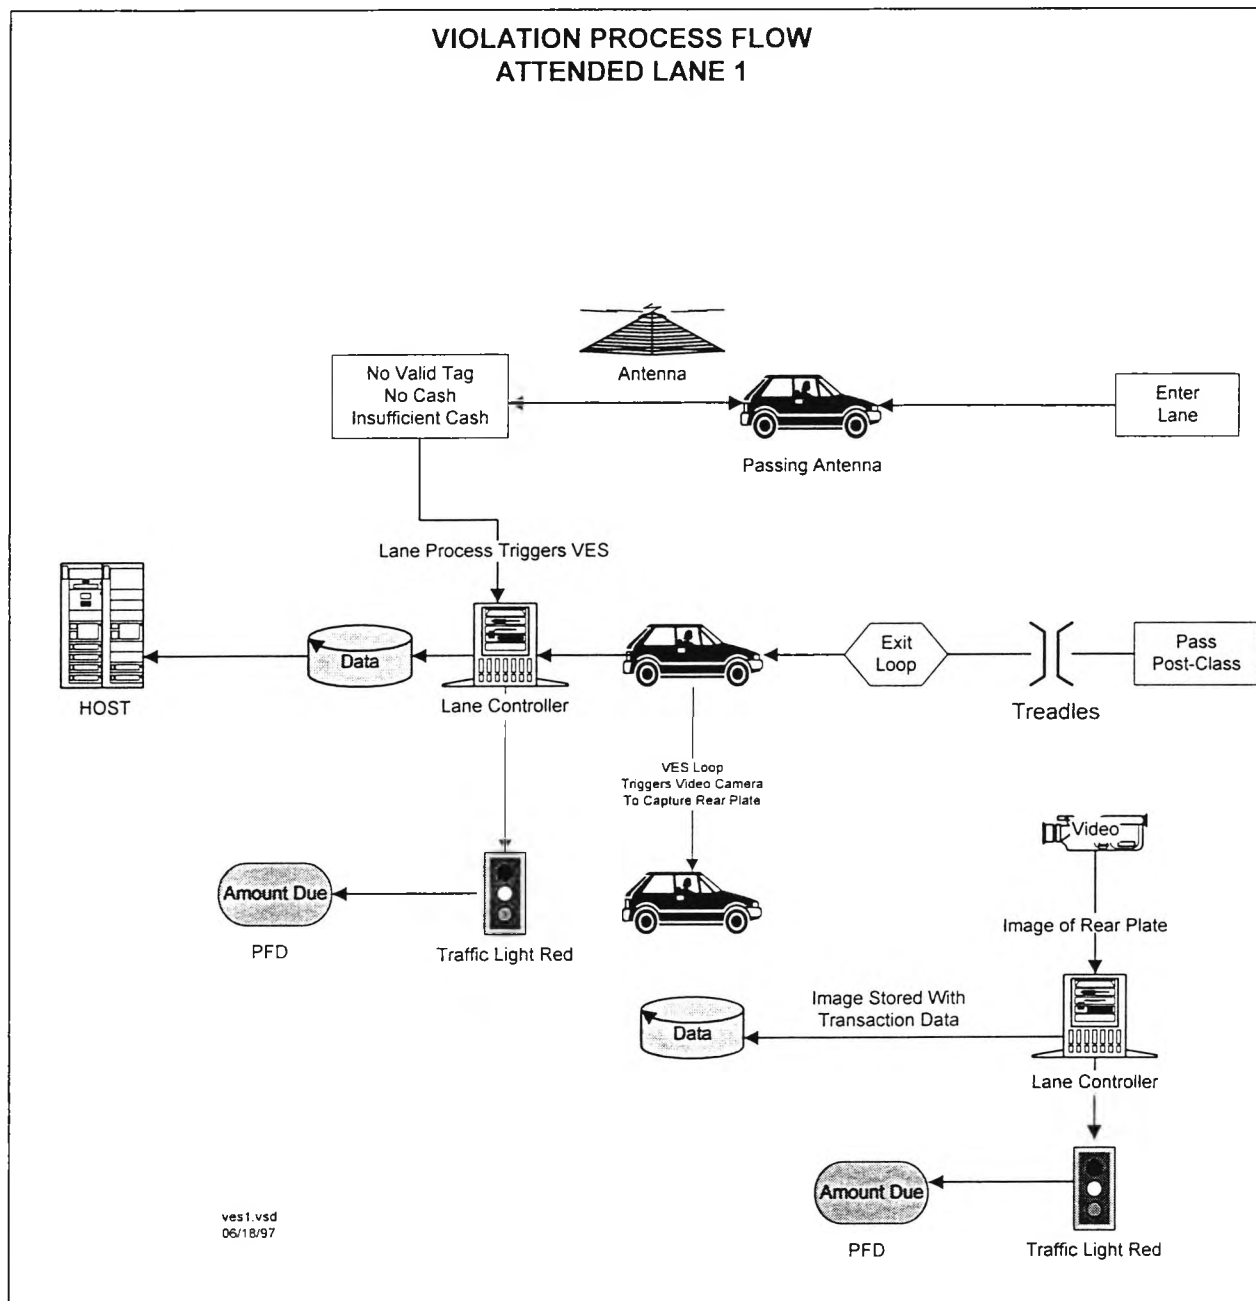 VIOLATION PROCESS FLOW
ATTENDED LANE 1
Antenna
No Valid Tag
No Cash
Insufficient Cash
Enter
Lane
Passing Antenna
Lane Process Triggers VES
Data
Exit
Loop
Pass
Post-Class
HOST
Lane Controller
Treadles
VES Loop
Triggers Video Camera
To Capture Rear Plate
Video
Amount Due
PFD
Traffic Light Red
Image of Rear Plate
Image Stored With
Transaction Data
Data
Lane Controller
Amount Due
PFD
Traffic Light Red
ves1.vsd
06/18/97